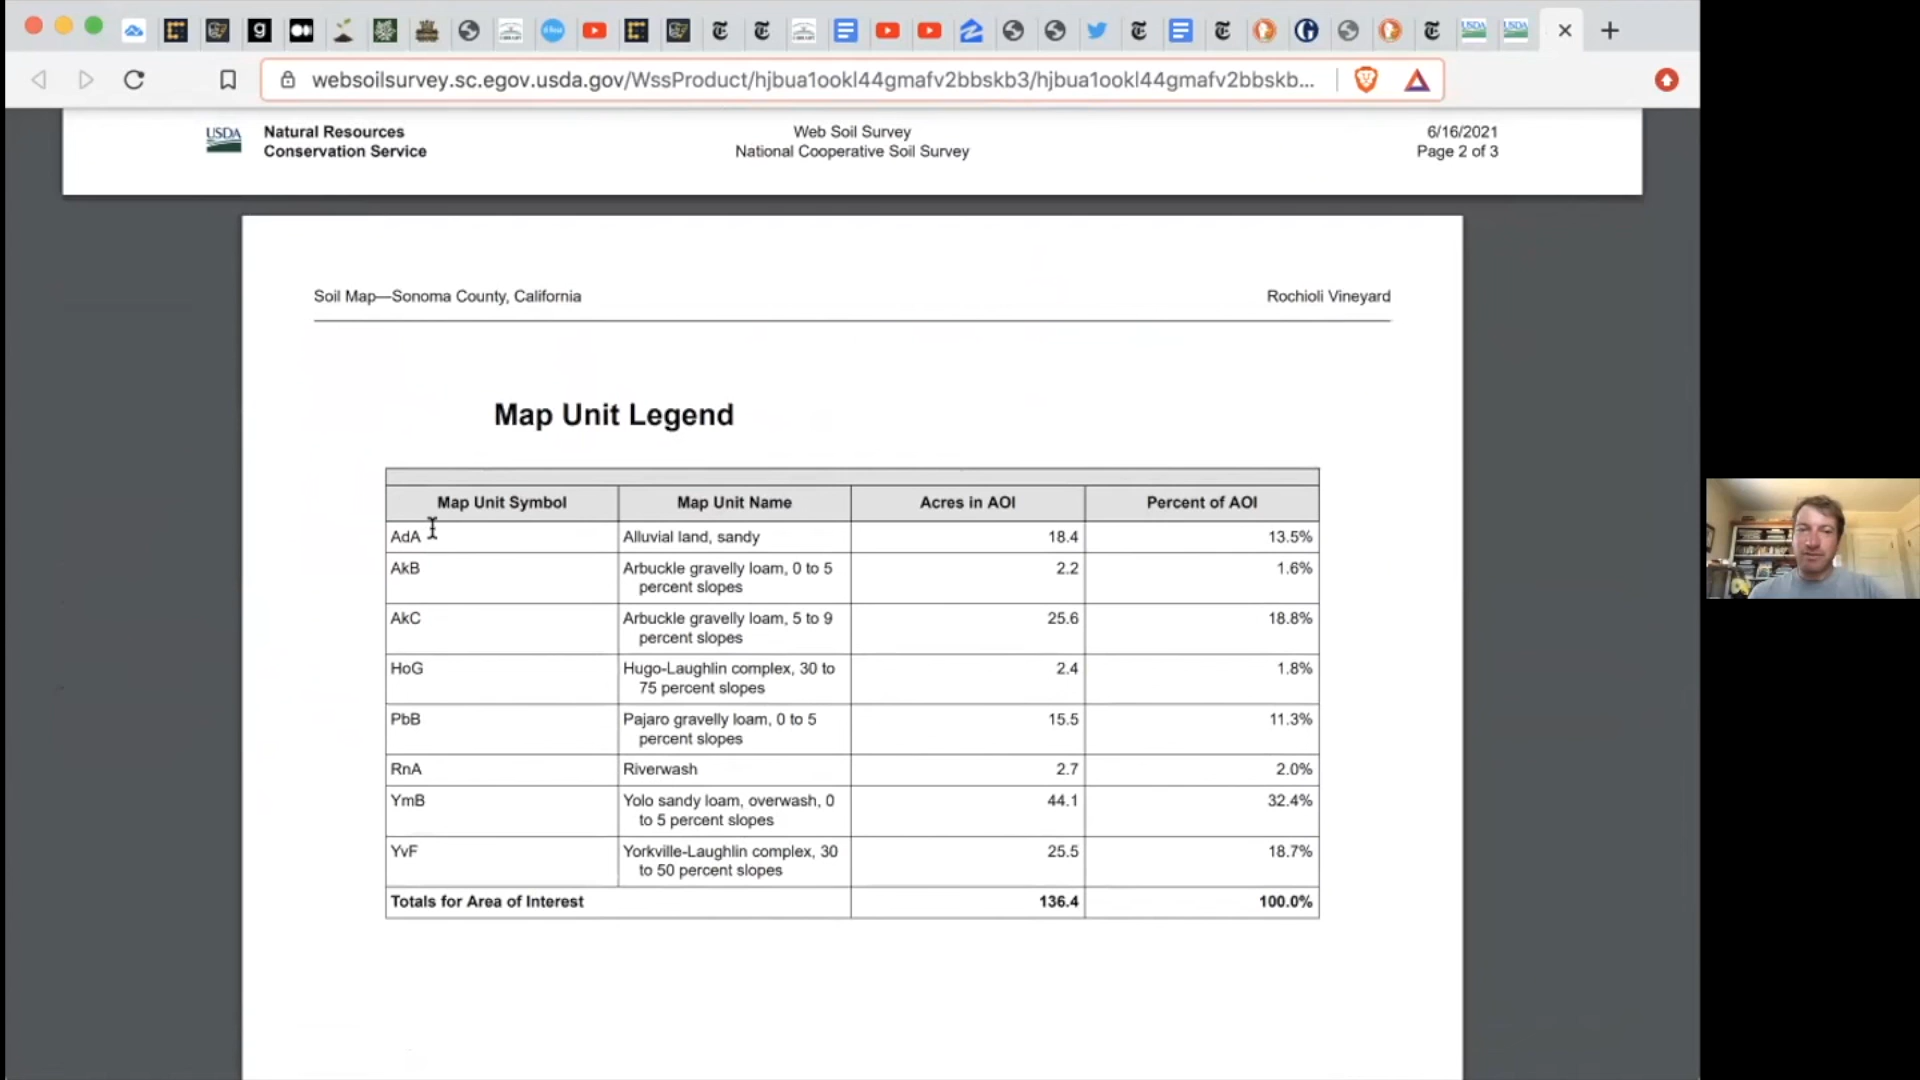 websoilsurvey.sc.egov.usda.gov/WssProduct/hjbua1ookl44gmafv2bbskb3/hjbua1ookl44gmafv2bbskb...
USDA
Natural Resources
Conservation Service
Web Soil Survey
National Cooperative Soil Survey
6/16/2021
Page 2 of 3
Soil Map—Sonoma County, California
Rochioli Vineyard
Map Unit Legend
Map Unit Symbol Map Unit Name Acres in AOI Percent of AOI
AdA Alluvial land, sandy 18.4 13.5%
AkB Arbuckle gravelly loam, 0 to 5 2.2 1.6%
percent slopes
AkC Arbuckle gravelly loam, 5 to 9 25.6 18.8%
percent slopes
HoG Hugo-Laughlin complex, 30 to 2.4 1.8%
75 percent slopes
PbB Pajaro gravelly loam, 0 to 5 15.5 11.3%
percent slopes
RnA Riverwash 2.7 2.0%
YmB Yolo sandy loam, overwash, 0 44.1 32.4%
to 5 percent slopes
YvF Yorkville-Laughlin complex, 30 25.5 18.7%
to 50 percent slopes
Totals for Area of Interest 136.4 100.0%